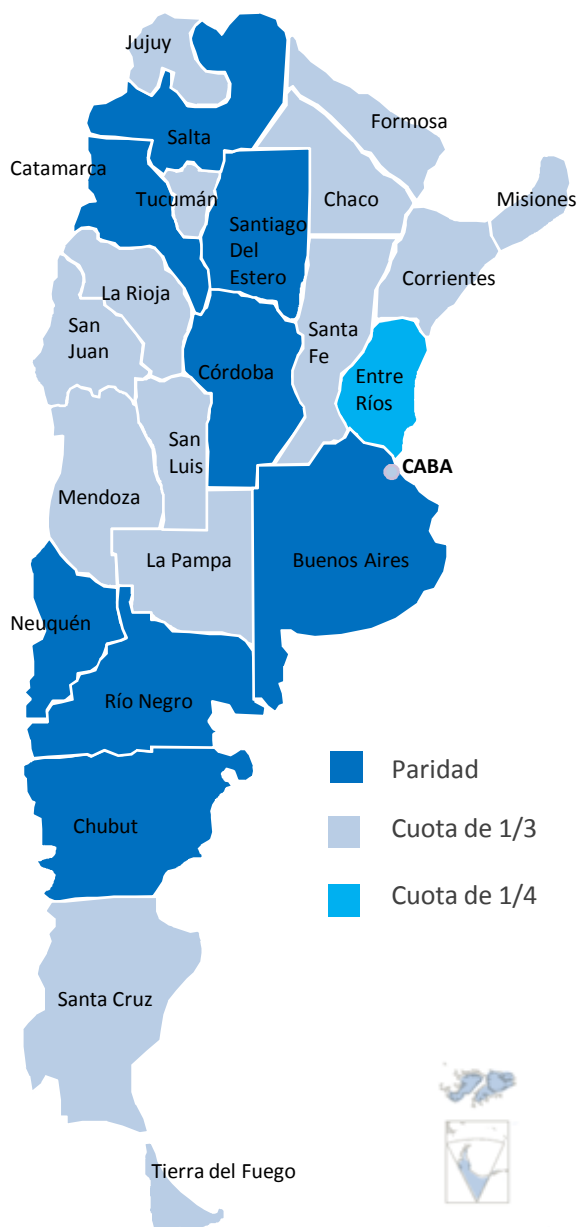 Jujuy
Formosa
Salta
Catamarca
Tucumán
Chaco
Misiones
Santiago
Del
Estero
Corrientes
La Rioja
San
Juan
Santa
Fe
Córdoba
Entre
Ríos
San
Luis
CABA
Mendoza
La Pampa
Buenos Aires
Neuquén
Río Negro
Paridad
Chubut
Cuota de 1/3
Cuota de 1/4
Santa Cruz
Tierra del Fuego